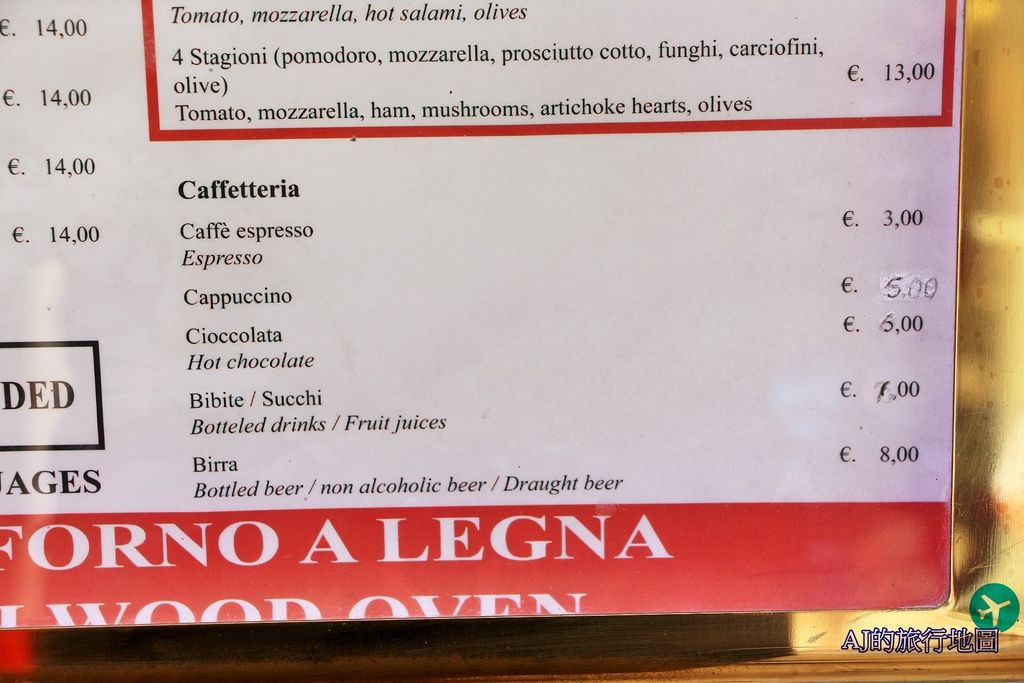 €. 14,00
€. 14,00
€. 14,00
€. 14,00
DED
UAGES
Tomato, mozzarella, hot salami, olives
4 Stagioni (pomodoro, mozzarella, prosciutto cotto, funghi, carciofini,
olive) €. 13,00
Tomato, mozzarella, ham, mushrooms, artichoke hearts, olives
Caffetteria
Caffè espresso €. 3,00
Espresso
Cappuccino €. 5,00
Cioccolata €. 6,00
Hot chocolate
Bibite / Succhi €. 7,00
Botteled drinks / Fruit juices
Birra €. 8,00
Bottled beer / non alcoholic beer / Draught beer
FORNO A LEGNA
WOOD OVEN
AJ的旅行地圖